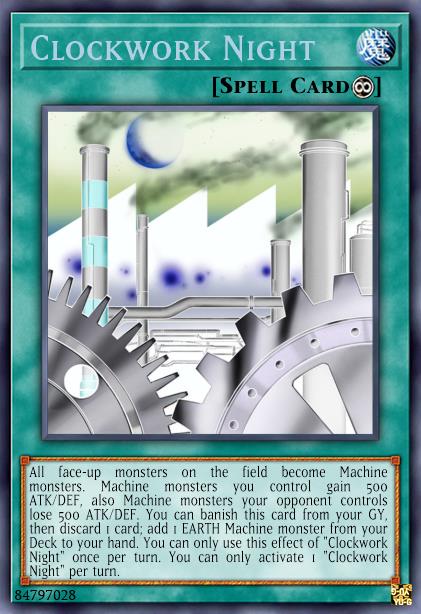 CLOCKWORK NIGHT
[SPELL CARD]
All face-up monsters on the field become Machine
monsters. Machine monsters you control gain 500
ATK/DEF, also Machine monsters your opponent controls
lose 500 ATK/DEF. You can banish this card from your GY,
then discard 1 card; add 1 EARTH Machine monster from your
Deck to your hand. You can only use this effect of "Clockwork
Night" once per turn. You can only activate 1 "Clockwork
Night" per turn.
84797028